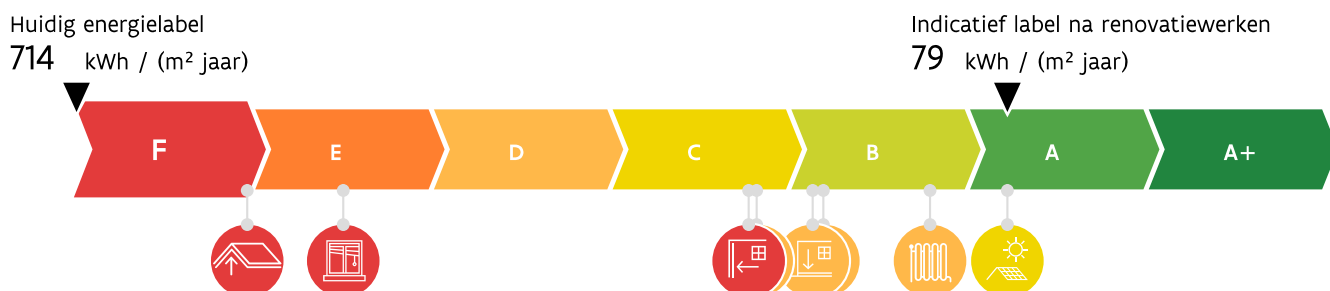 Huidig energielabel
714 kWh / (m² jaar)
Indicatief label na renovatiewerken
79 kWh / (m² jaar)
F E D C B A A+